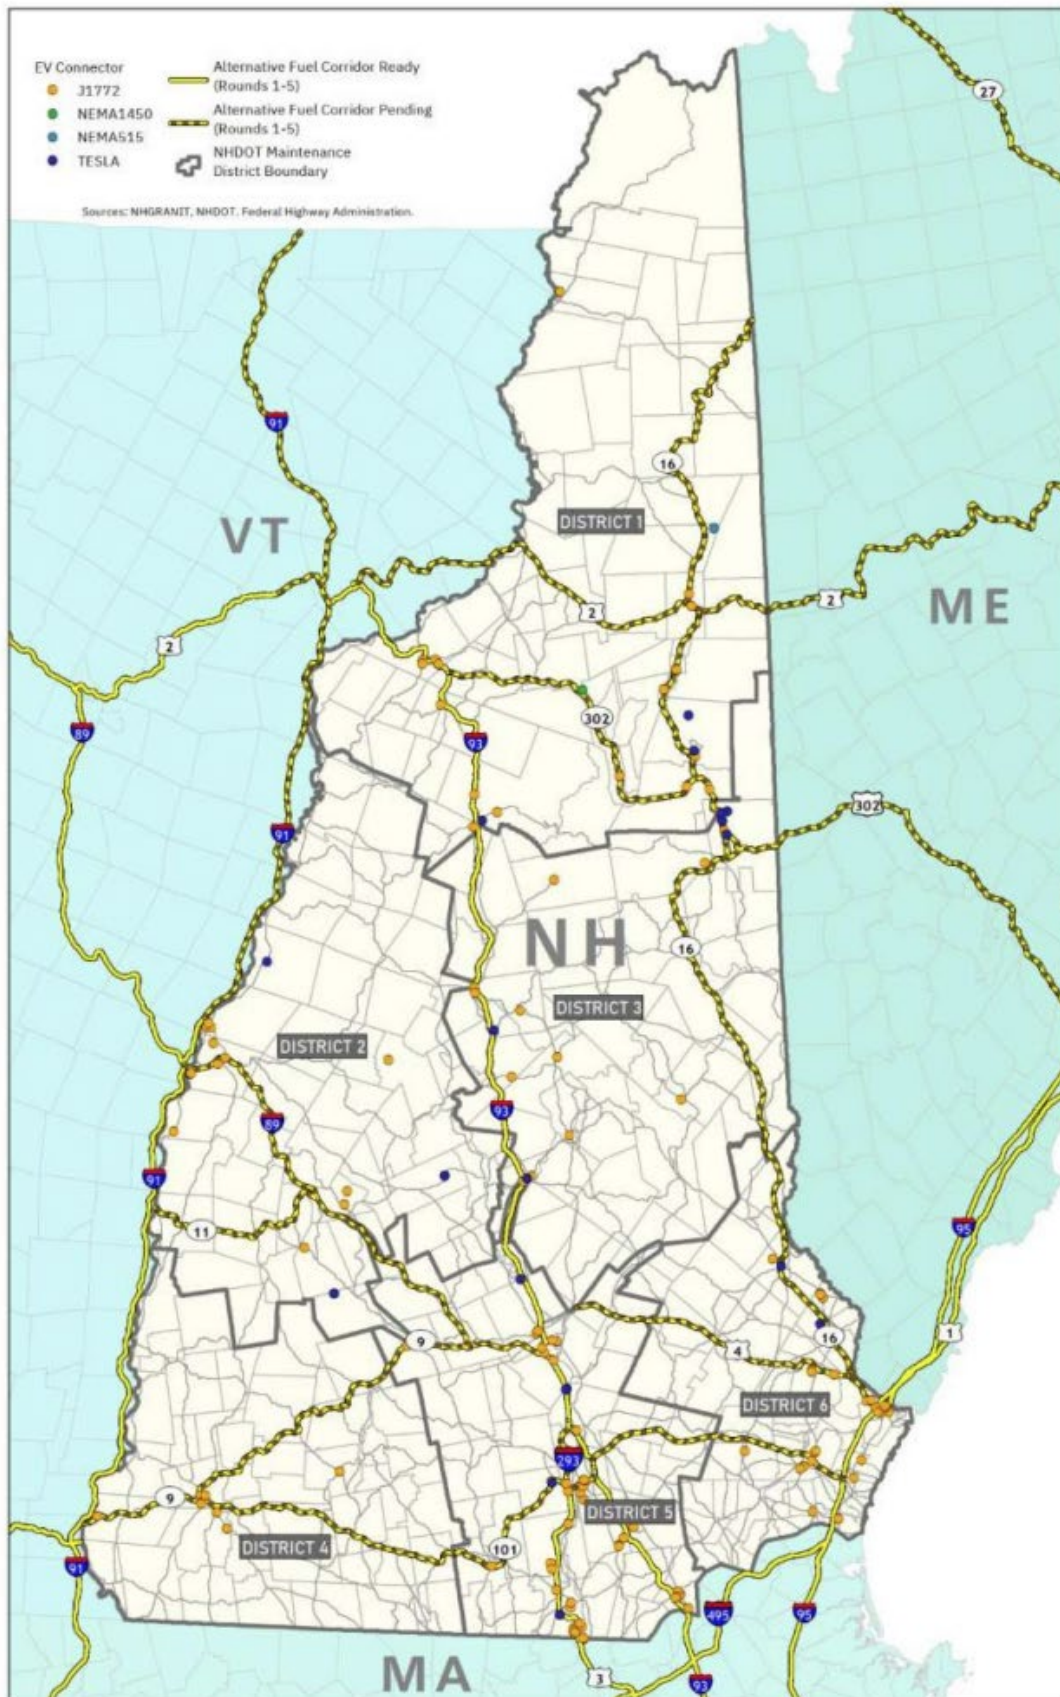 EV Connector
J1772
NEMA1450
NEMA515
TESLA
Alternative Fuel Corridor Ready
(Rounds 1-5)
Alternative Fuel Corridor Pending
(Rounds 1-5)
NHDOT Maintenance
District Boundary
Sources: NHGRANIT, NHDOT. Federal Highway Administration.
27
91
16
VT
DISTRICT 1
ME
2
2
2
89
302
93
302
91
NH
16
DISTRICT 3
DISTRICT 2
93
89
91
11
95
1
16
9
4
DISTRICT 6
293
9
DISTRICT 5
DISTRICT 4
101
91
495
95
MA
3
93